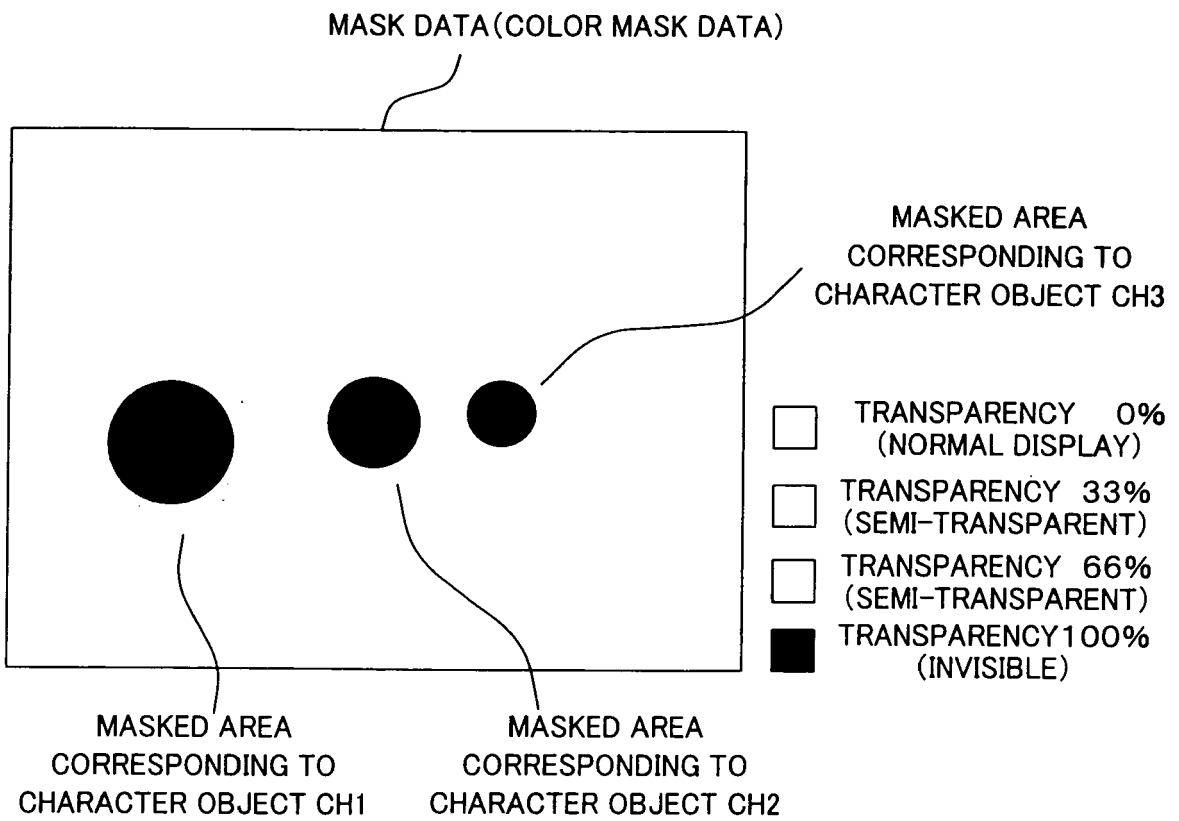 MASK DATA(COLOR MASK DATA)
MASKED AREA
CORRESPONDING TO
CHARACTER OBJECT CH3
TRANSPARENCY 0%
(NORMAL DISPLAY)
TRANSPARENCY 33%
(SEMI-TRANSPARENT)
TRANSPARENCY 66%
(SEMI-TRANSPARENT)
TRANSPARENCY100%
(INVISIBLE)
MASKED AREA
CORRESPONDING TO
CHARACTER OBJECT CH1
MASKED AREA
CORRESPONDING TO
CHARACTER OBJECT CH2